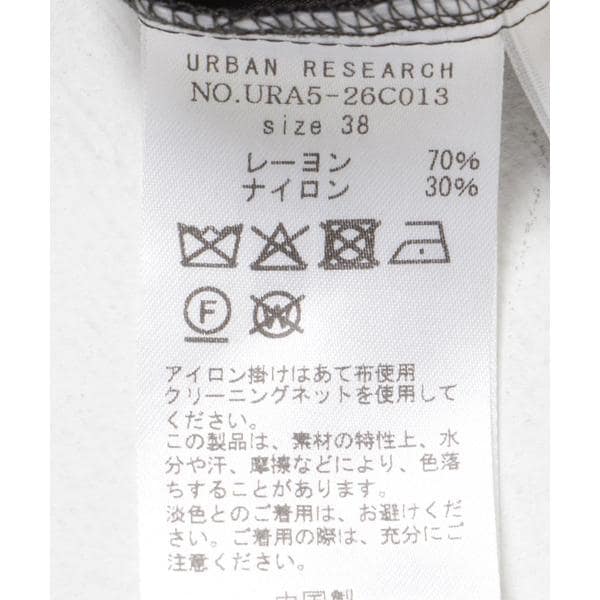 URBAN RESEARCH
NO.URA5-26C013
size 38
レーヨン 70%
ナイロン 30%
F W
アイロン掛けはあて布使用
クリーニングネットを使用して
ください。
この製品は、素材の特性上、水
分や汗、摩擦などにより、色落
ちすることがあります。
淡色とのご着用は、お避けくだ
さい。ご着用の際は、充分にご
注意ください。
中国製